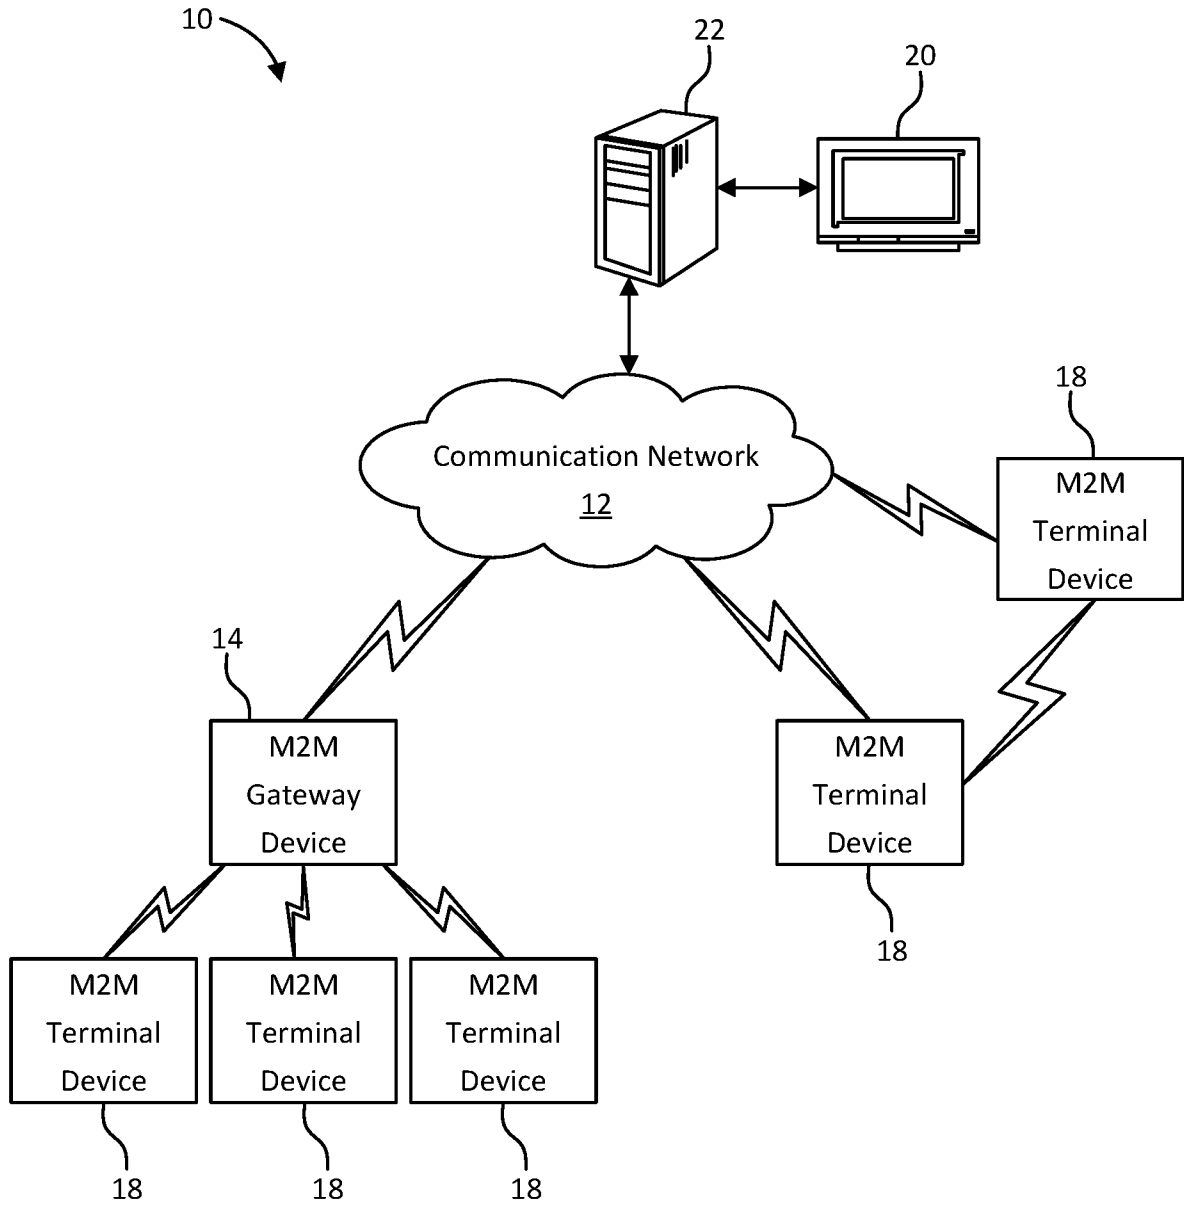 10
22
20
Communication Network
12
18
M2M
Terminal
Device
14
M2M
Gateway
Device
M2M
Terminal
Device
18
M2M
Terminal
Device
M2M
Terminal
Device
M2M
Terminal
Device
18
18
18